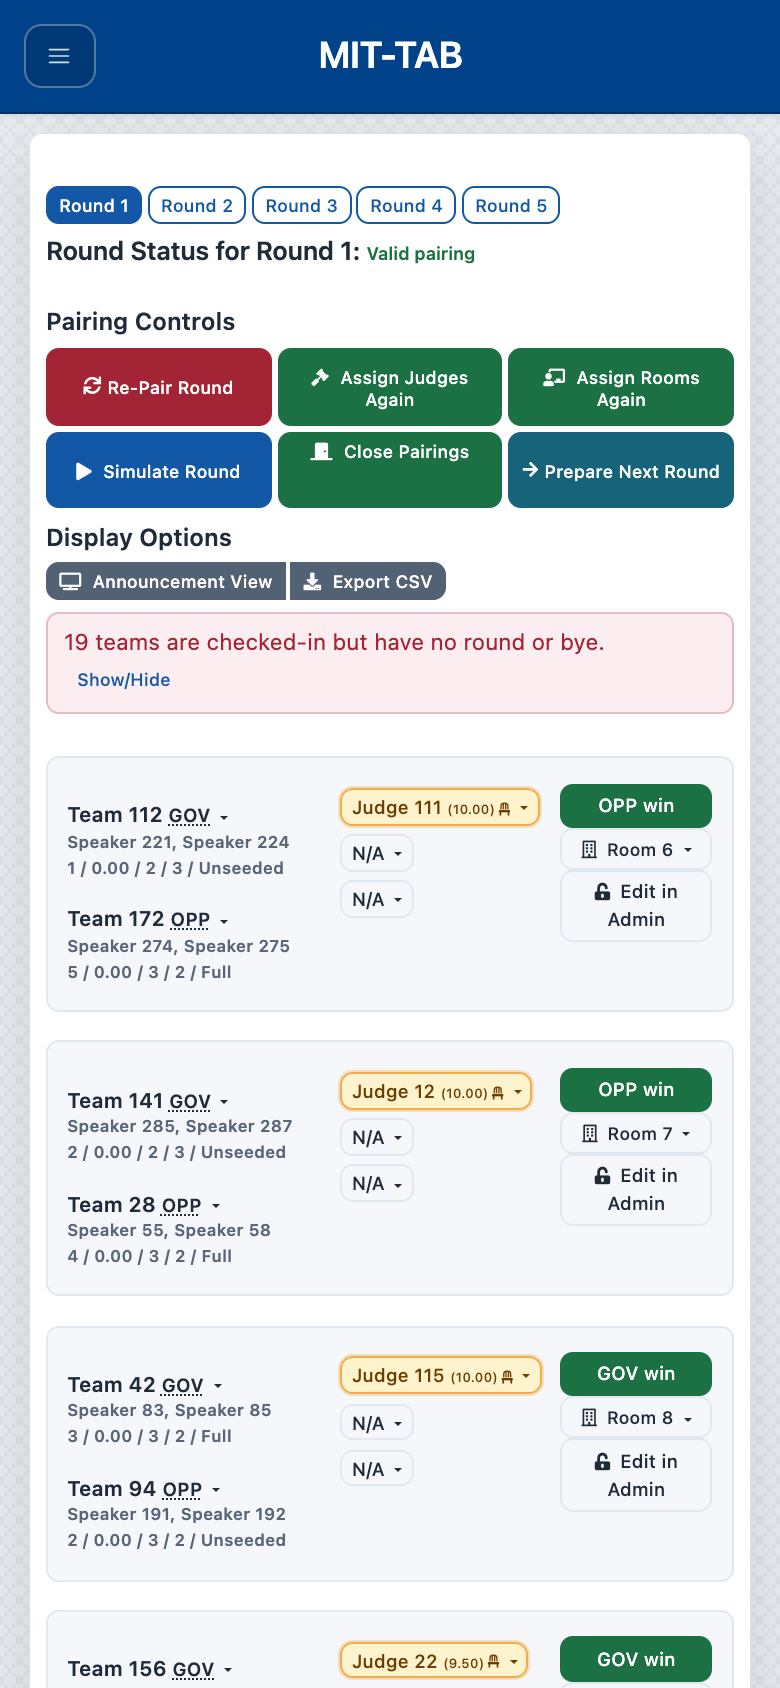 MIT-TAB
Round 1
Round 2
Round 3
Round 4
Round 5
Round Status for Round 1: Valid pairing
Pairing Controls
Re-Pair Round
Assign Judges
Again
Assign Rooms
Again
Simulate Round
Close Pairings
Prepare Next Round
Display Options
Announcement View
Export CSV
19 teams are checked-in but have no round or bye.
Show/Hide
Team 112 GOV
Speaker 221, Speaker 224
1 / 0.00 / 2 / 3 / Unseeded
Team 172 OPP
Speaker 274, Speaker 275
5 / 0.00 / 3 / 2 / Full
Judge 111 (10.00)
N/A
N/A
OPP win
Room 6
Edit in
Admin
Team 141 GOV
Speaker 285, Speaker 287
2 / 0.00 / 2 / 3 / Unseeded
Team 28 OPP
Speaker 55, Speaker 58
4 / 0.00 / 3 / 2 / Full
Judge 12 (10.00)
N/A
N/A
OPP win
Room 7
Edit in
Admin
Team 42 GOV
Speaker 83, Speaker 85
3 / 0.00 / 3 / 2 / Full
Team 94 OPP
Speaker 191, Speaker 192
2 / 0.00 / 3 / 2 / Unseeded
Judge 115 (10.00)
N/A
N/A
GOV win
Room 8
Edit in
Admin
Team 156 GOV
Judge 22 (9.50)
GOV win